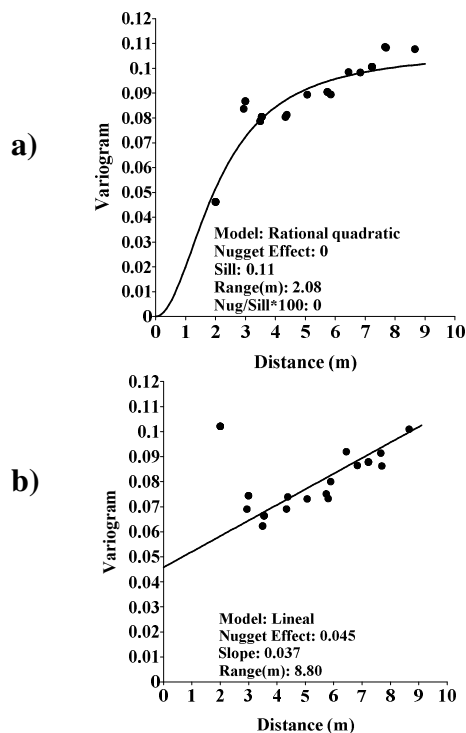 a)
Variogram
0.12
0.11
0.1
0.09
0.08
0.07
0.06
0.05
0.04
0.03
0.02
0.01
0
Model: Rational quadratic
Nugget Effect: 0
Sill: 0.11
Range(m): 2.08
Nug/Sill*100: 0
0 1 2 3 4 5 6 7 8 9 10
Distance (m)
b)
Variogram
0.12
0.11
0.1
0.09
0.08
0.07
0.06
0.05
0.04
0.03
0.02
0.01
0
Model: Lineal
Nugget Effect: 0.045
Slope: 0.037
Range(m): 8.80
0 1 2 3 4 5 6 7 8 9 10
Distance (m)